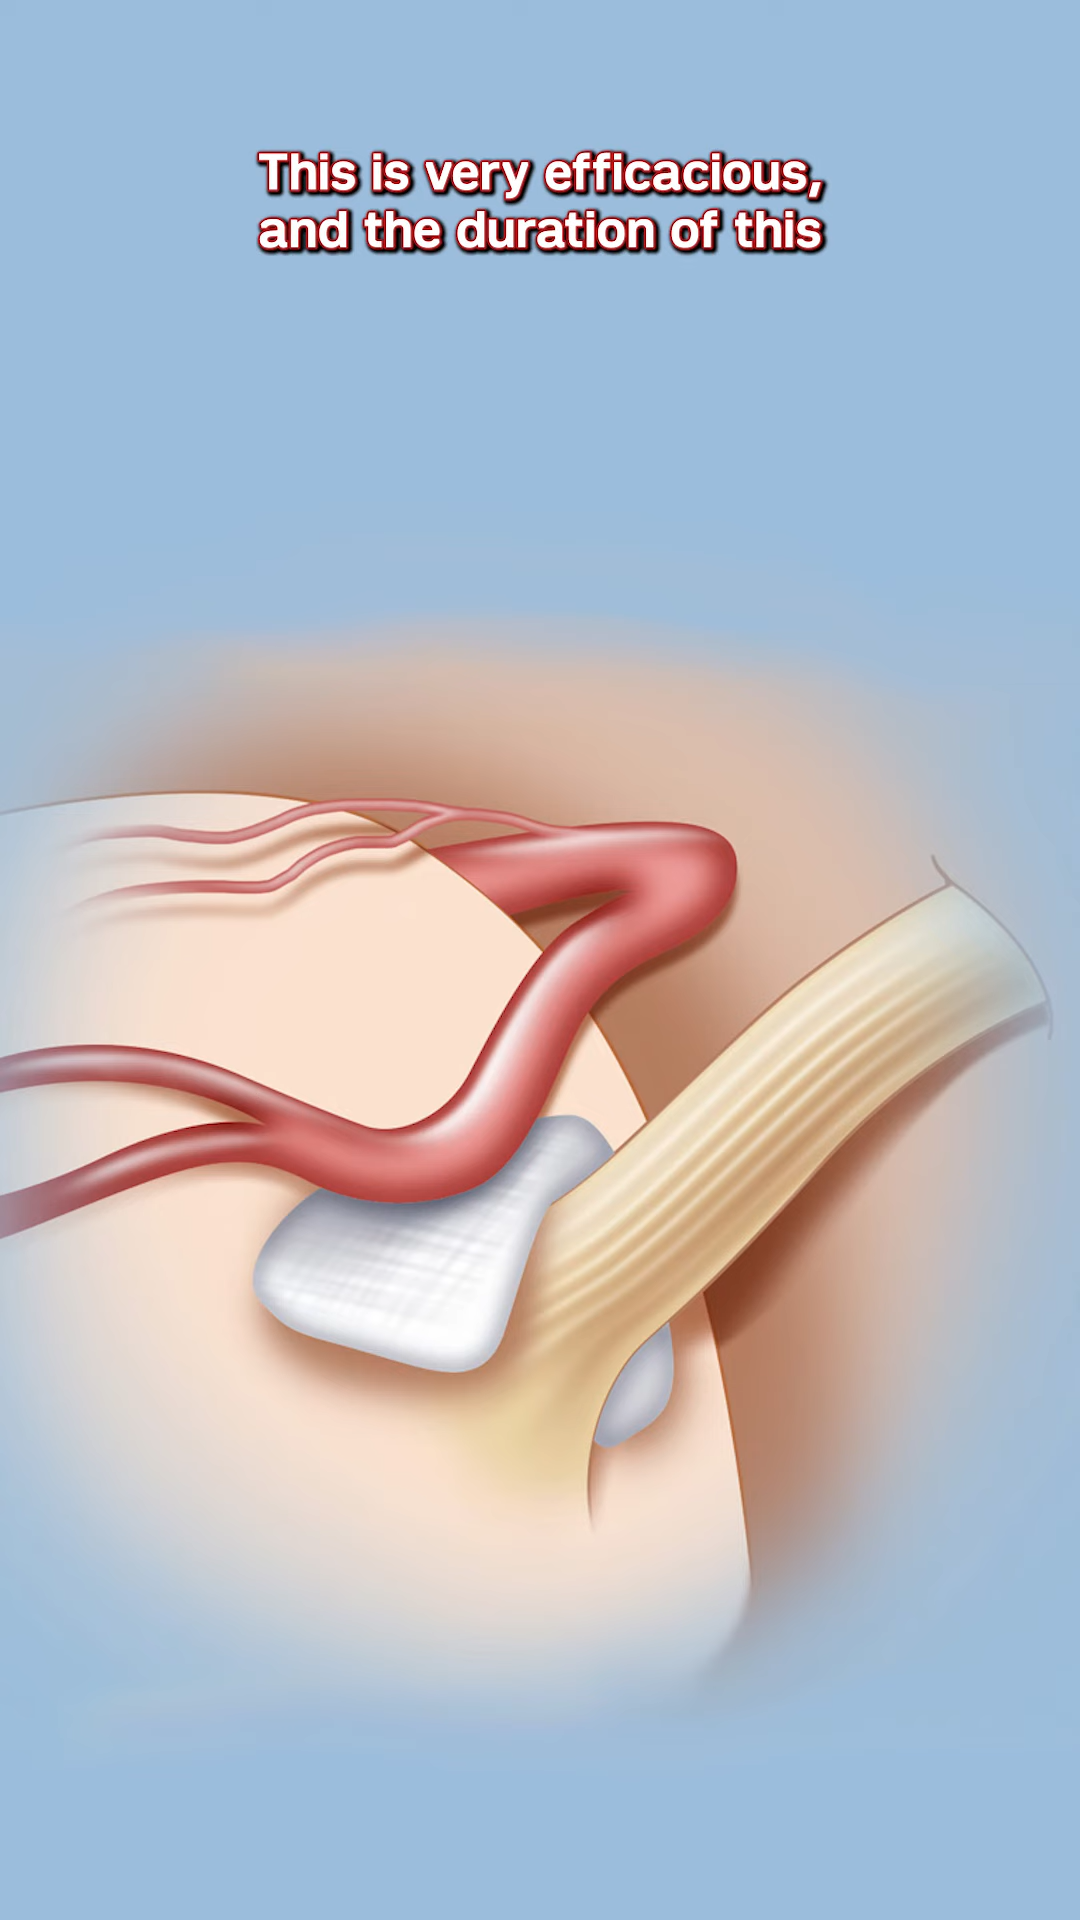 This is very efficacious,
and the duration of this